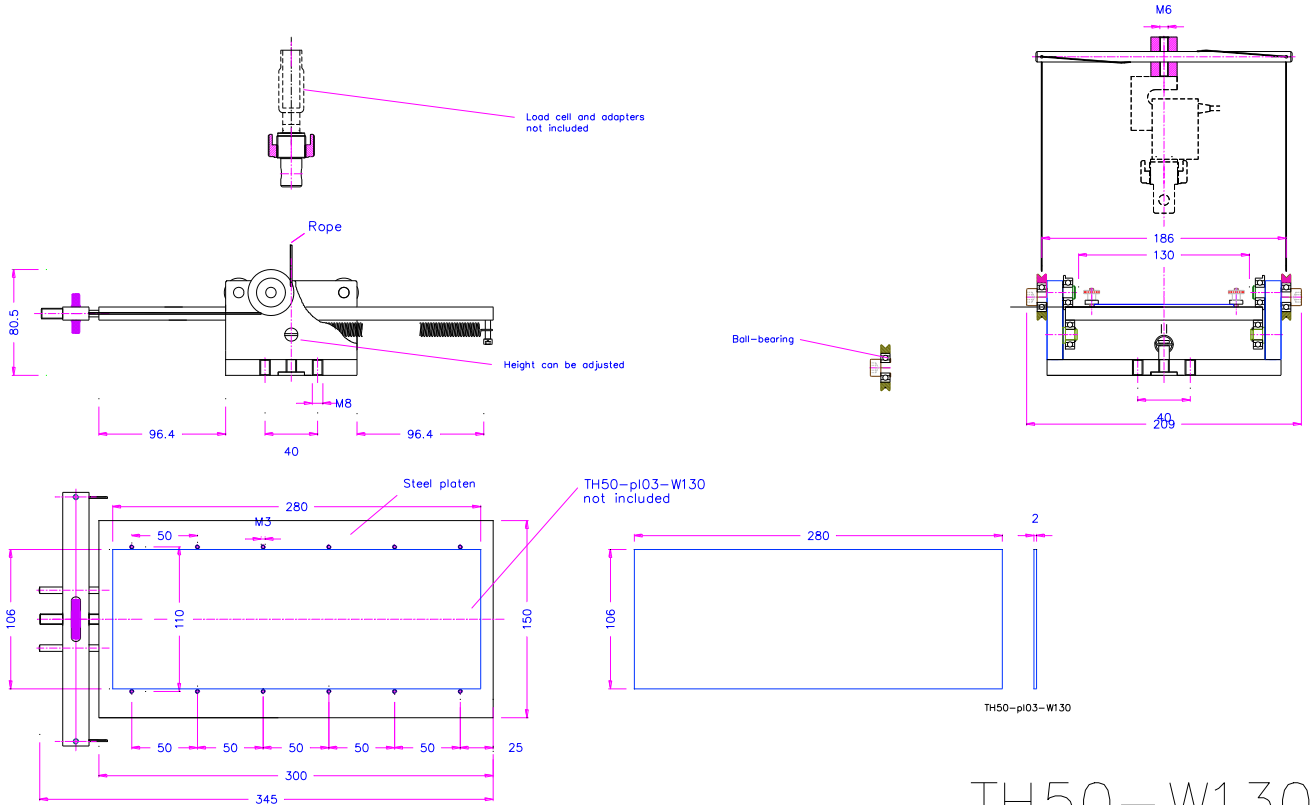 M6
Load cell and adapters
not included
Rope
186
130
80.5
Ball-bearing
Height can be adjusted
M8
96.4
40
96.4
40
209
Steel platen
TH50-pl03-W130
not included
280
M3
50
2
280
106
110
150
106
TH50-pl03-W130
50
50
50
50
50
25
300
345
TH50-W130